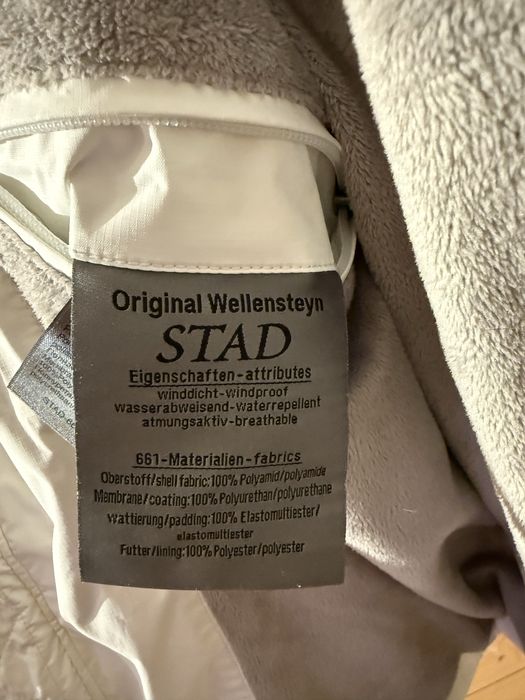 Original Wellensteyn
STAD
Eigenschaften-attributes
winddicht-windproof
wasserabweisend-waterrepellent
atmungsaktiv-breathable
661-Materialien-fabrics
Oberstoff/shell fabric:100% Polyamid/polyamide
Membrane/coating:100% Polyurethan/polyurethane
wattierung/padding:100% Elastomultiester/
elastomultiester
Futter/lining:100% Polyester/polyester